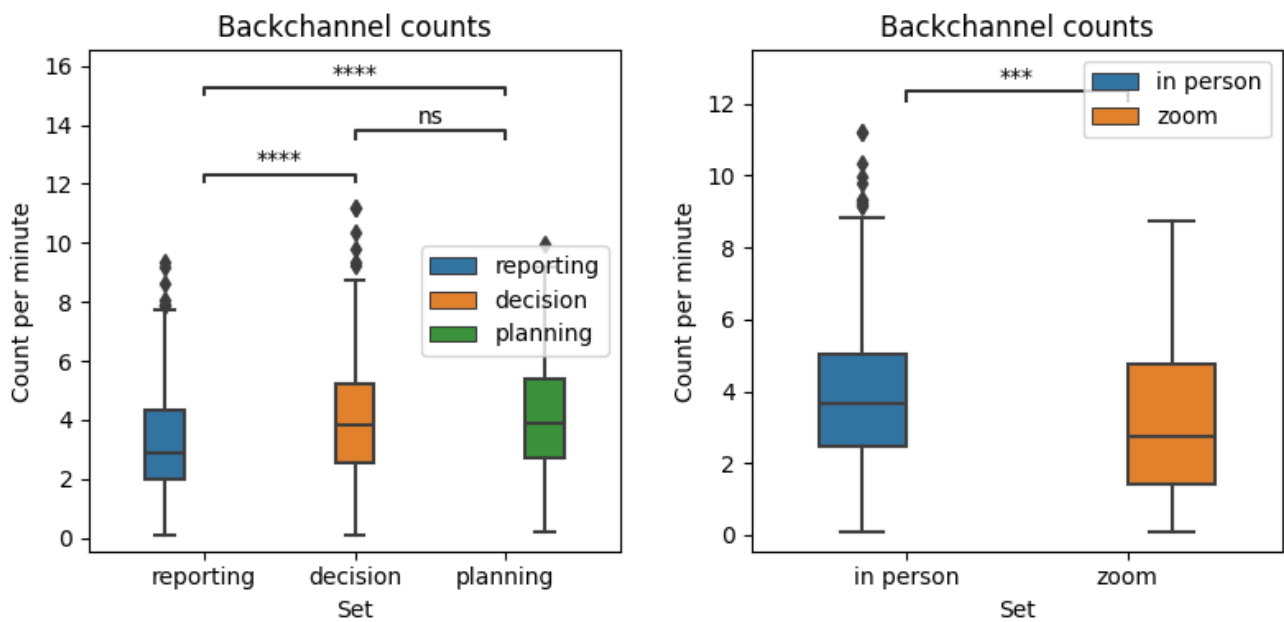 Backchannel counts
16
14
12
10
8
6
4
2
0
Count per minute
****
ns
****
reporting
decision
planning
reporting decision planning
Set
Backchannel counts
12
10
8
6
4
2
0
Count per minute
***
in person
zoom
in person zoom
Set